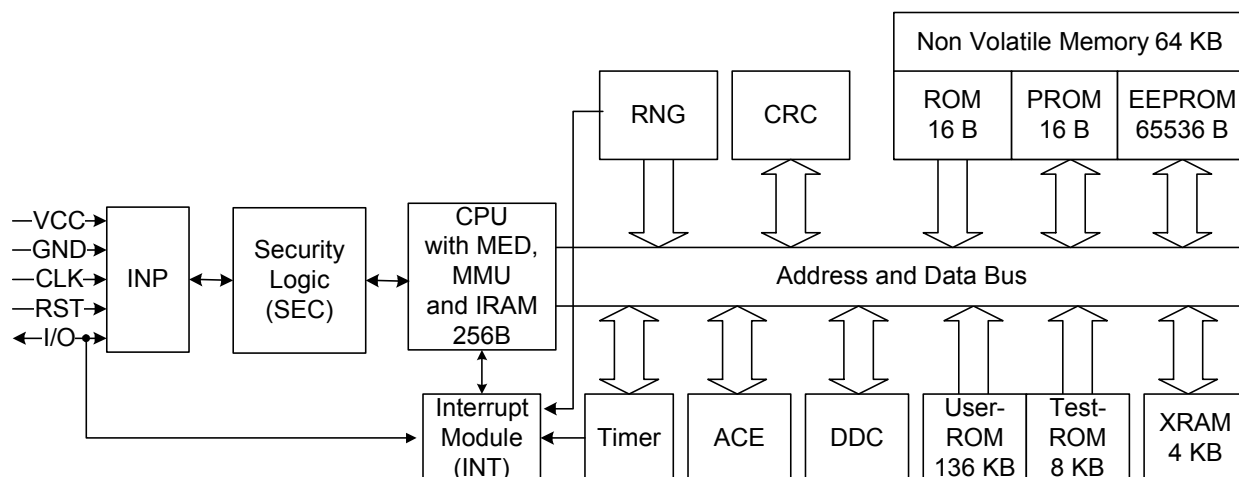 Non Volatile Memory 64 KB
ROM
16 B
PROM
16 B
EEPROM
65536 B
RNG
CRC
VCC
GND
CLK
RST
I/O
INP
Security
Logic
(SEC)
CPU
with MED,
MMU
and IRAM
256B
Address and Data Bus
Interrupt
Module
(INT)
Timer
ACE
DDC
User-
ROM
136 KB
Test-
ROM
8 KB
XRAM
4 KB